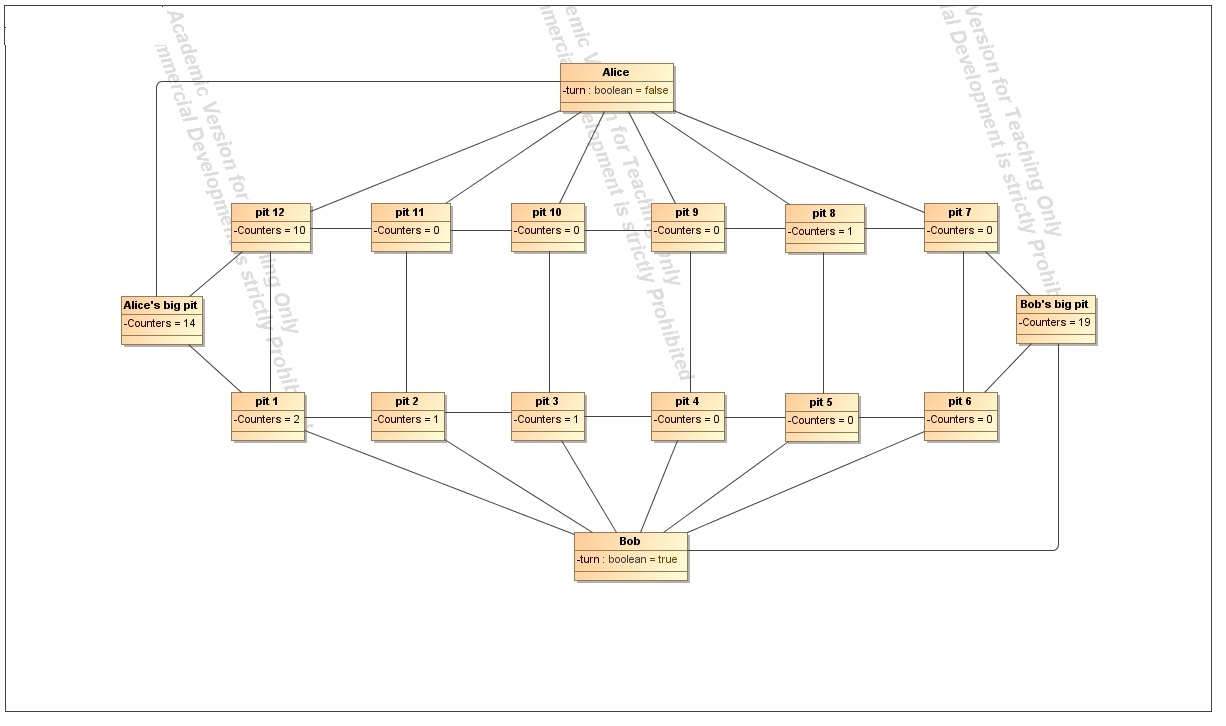 Academic Version for Teaching Only
Commercial Development is strictly Prohibited
Alice
-turn : boolean = false
pit 12
-Counters = 10
pit 11
-Counters = 0
pit 10
-Counters = 0
pit 9
-Counters = 0
pit 8
-Counters = 1
pit 7
-Counters = 0
Alice's big pit
-Counters = 14
Bob's big pit
-Counters = 19
pit 1
-Counters = 2
pit 2
-Counters = 1
pit 3
-Counters = 1
pit 4
-Counters = 0
pit 5
-Counters = 0
pit 6
-Counters = 0
Bob
-turn : boolean = true